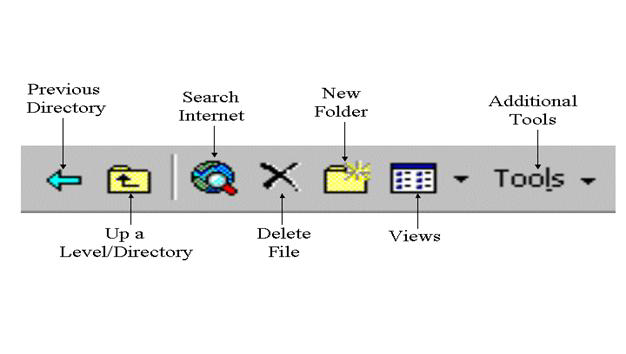 Previous
Directory
Search
Internet
New
Folder
Additional
Tools
Tools
Up a
Level/Directory
Delete
File
Views